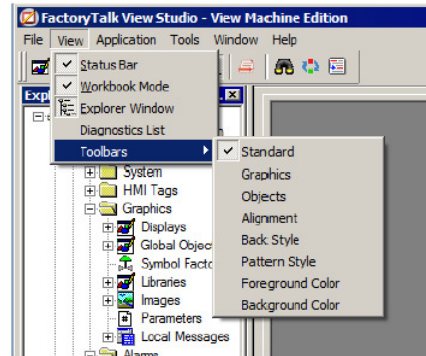 FactoryTalk View Studio - View Machine Edition
File View Application Tools Window Help
Status Bar
Workbook Mode
Explorer Window
Diagnostics List
Toolbars
Standard
Graphics
Objects
Alignment
Back Style
Pattern Style
Foreground Color
Background Color
System
HMI Tags
Graphics
Displays
Global Objec
Symbol Facto
Libraries
Images
Parameters
Local Messages